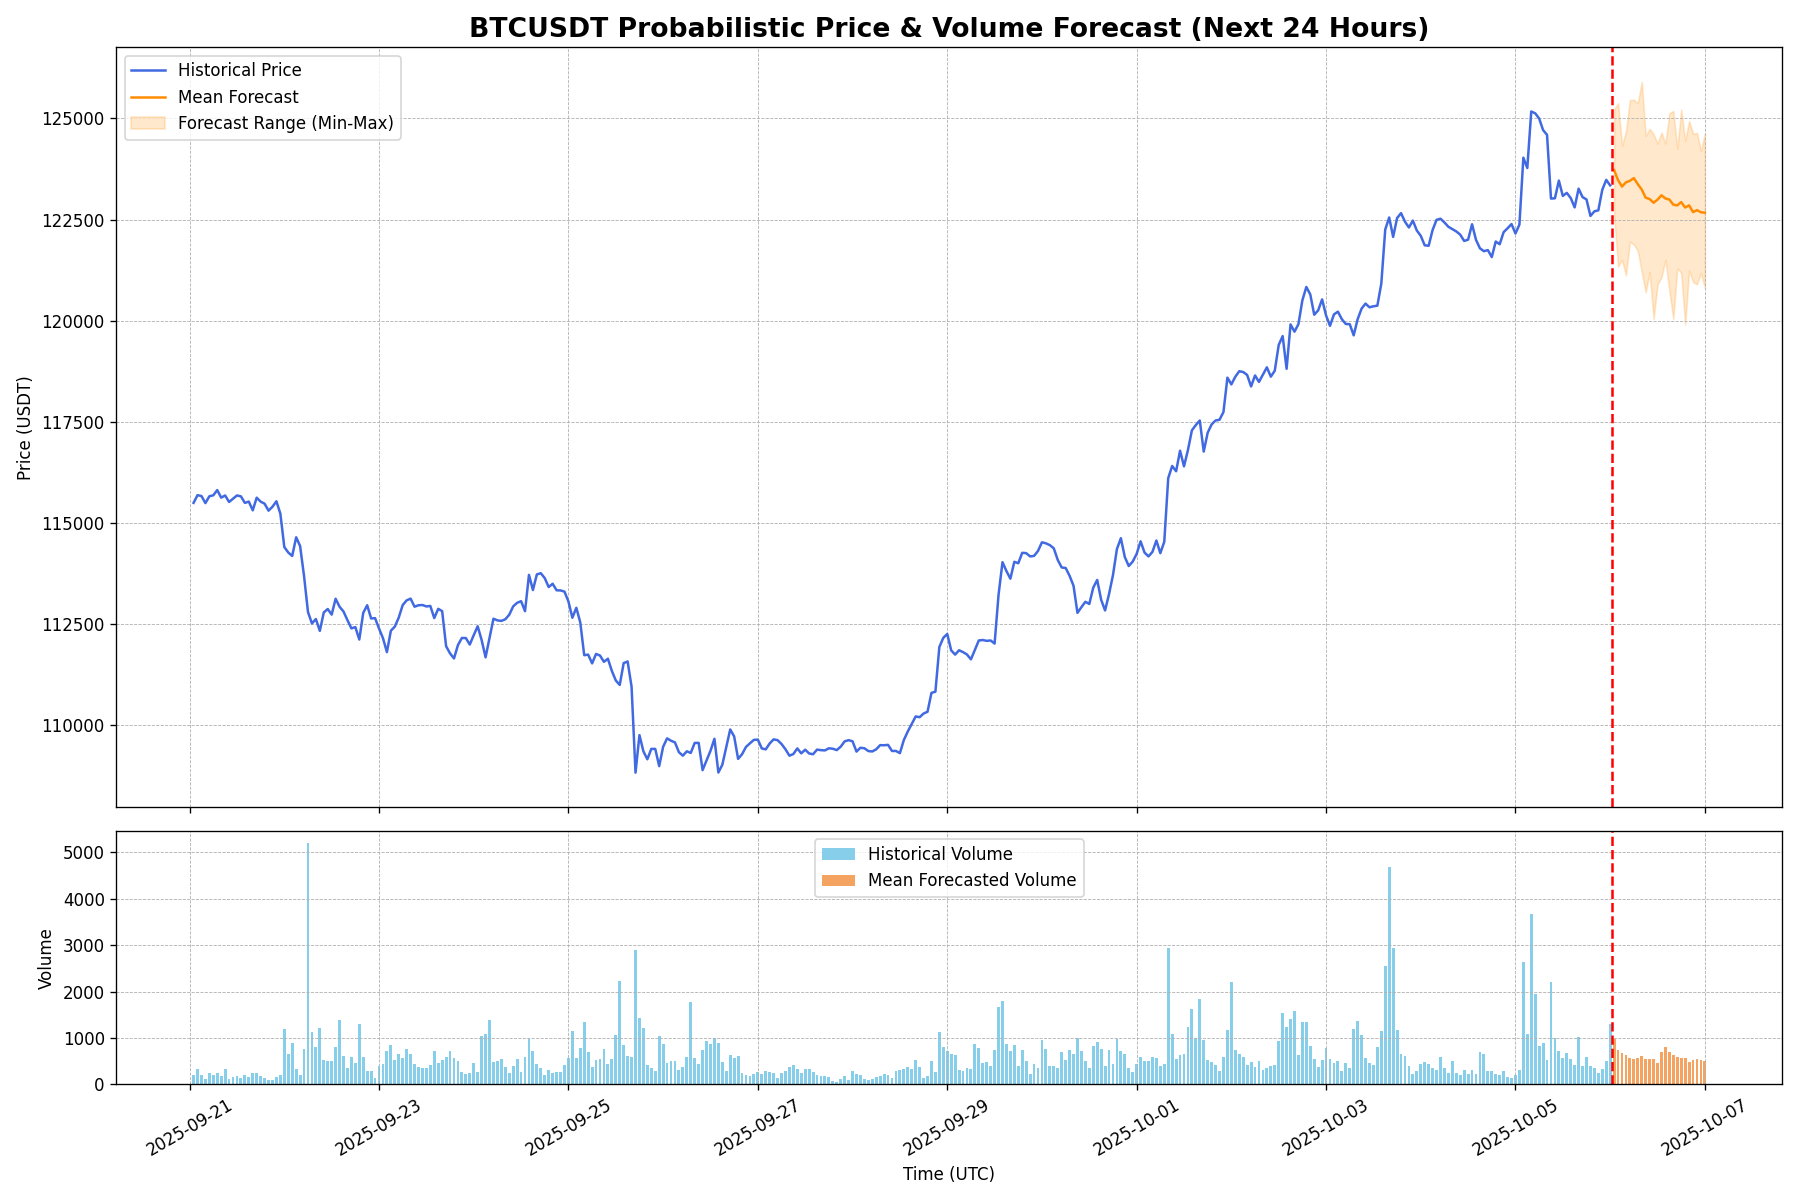 BTCUSDT Probabilistic Price & Volume Forecast (Next 24 Hours)
Historical Price
Mean Forecast
Forecast Range (Min-Max)
125000
122500
120000
117500
115000
112500
110000
Price (USDT)
Historical Volume
Mean Forecasted Volume
5000
4000
3000
2000
1000
0
Volume
2025-09-21
2025-09-23
2025-09-25
2025-09-27
2025-09-29
2025-10-01
2025-10-03
2025-10-05
2025-10-07
Time (UTC)